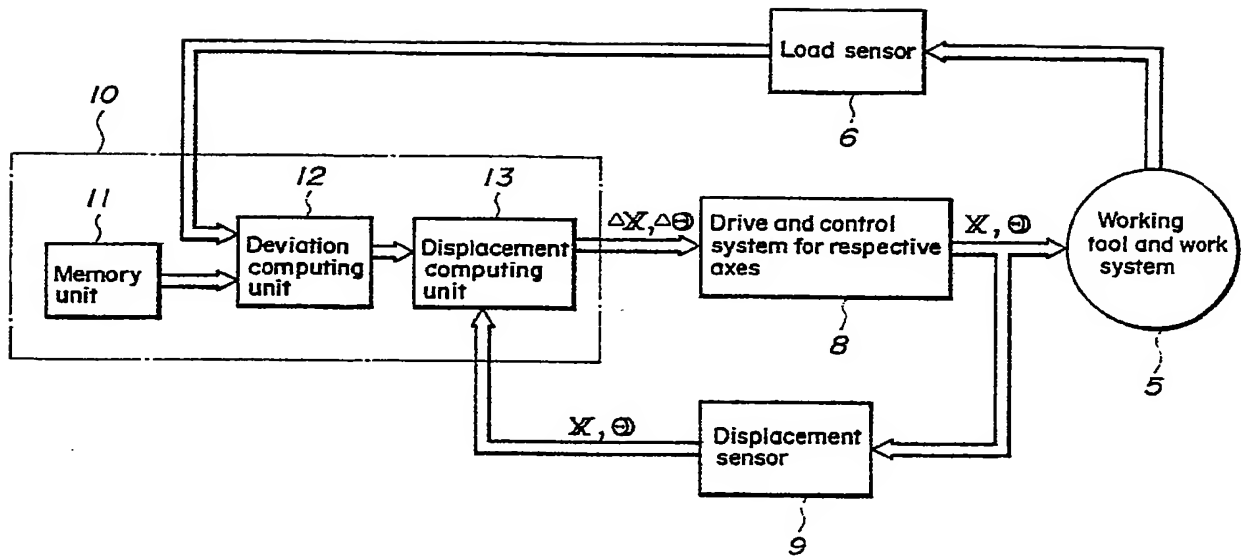 Load sensor
6
10
11
Memory
unit
12
Deviation
computing
unit
13
Displacement
computing
unit
Δ𝕏, ΔΘ
Drive and control
system for respective
axes
8
𝕏, Θ
Working
tool and work
system
5
𝕏, Θ
Displacement
sensor
9